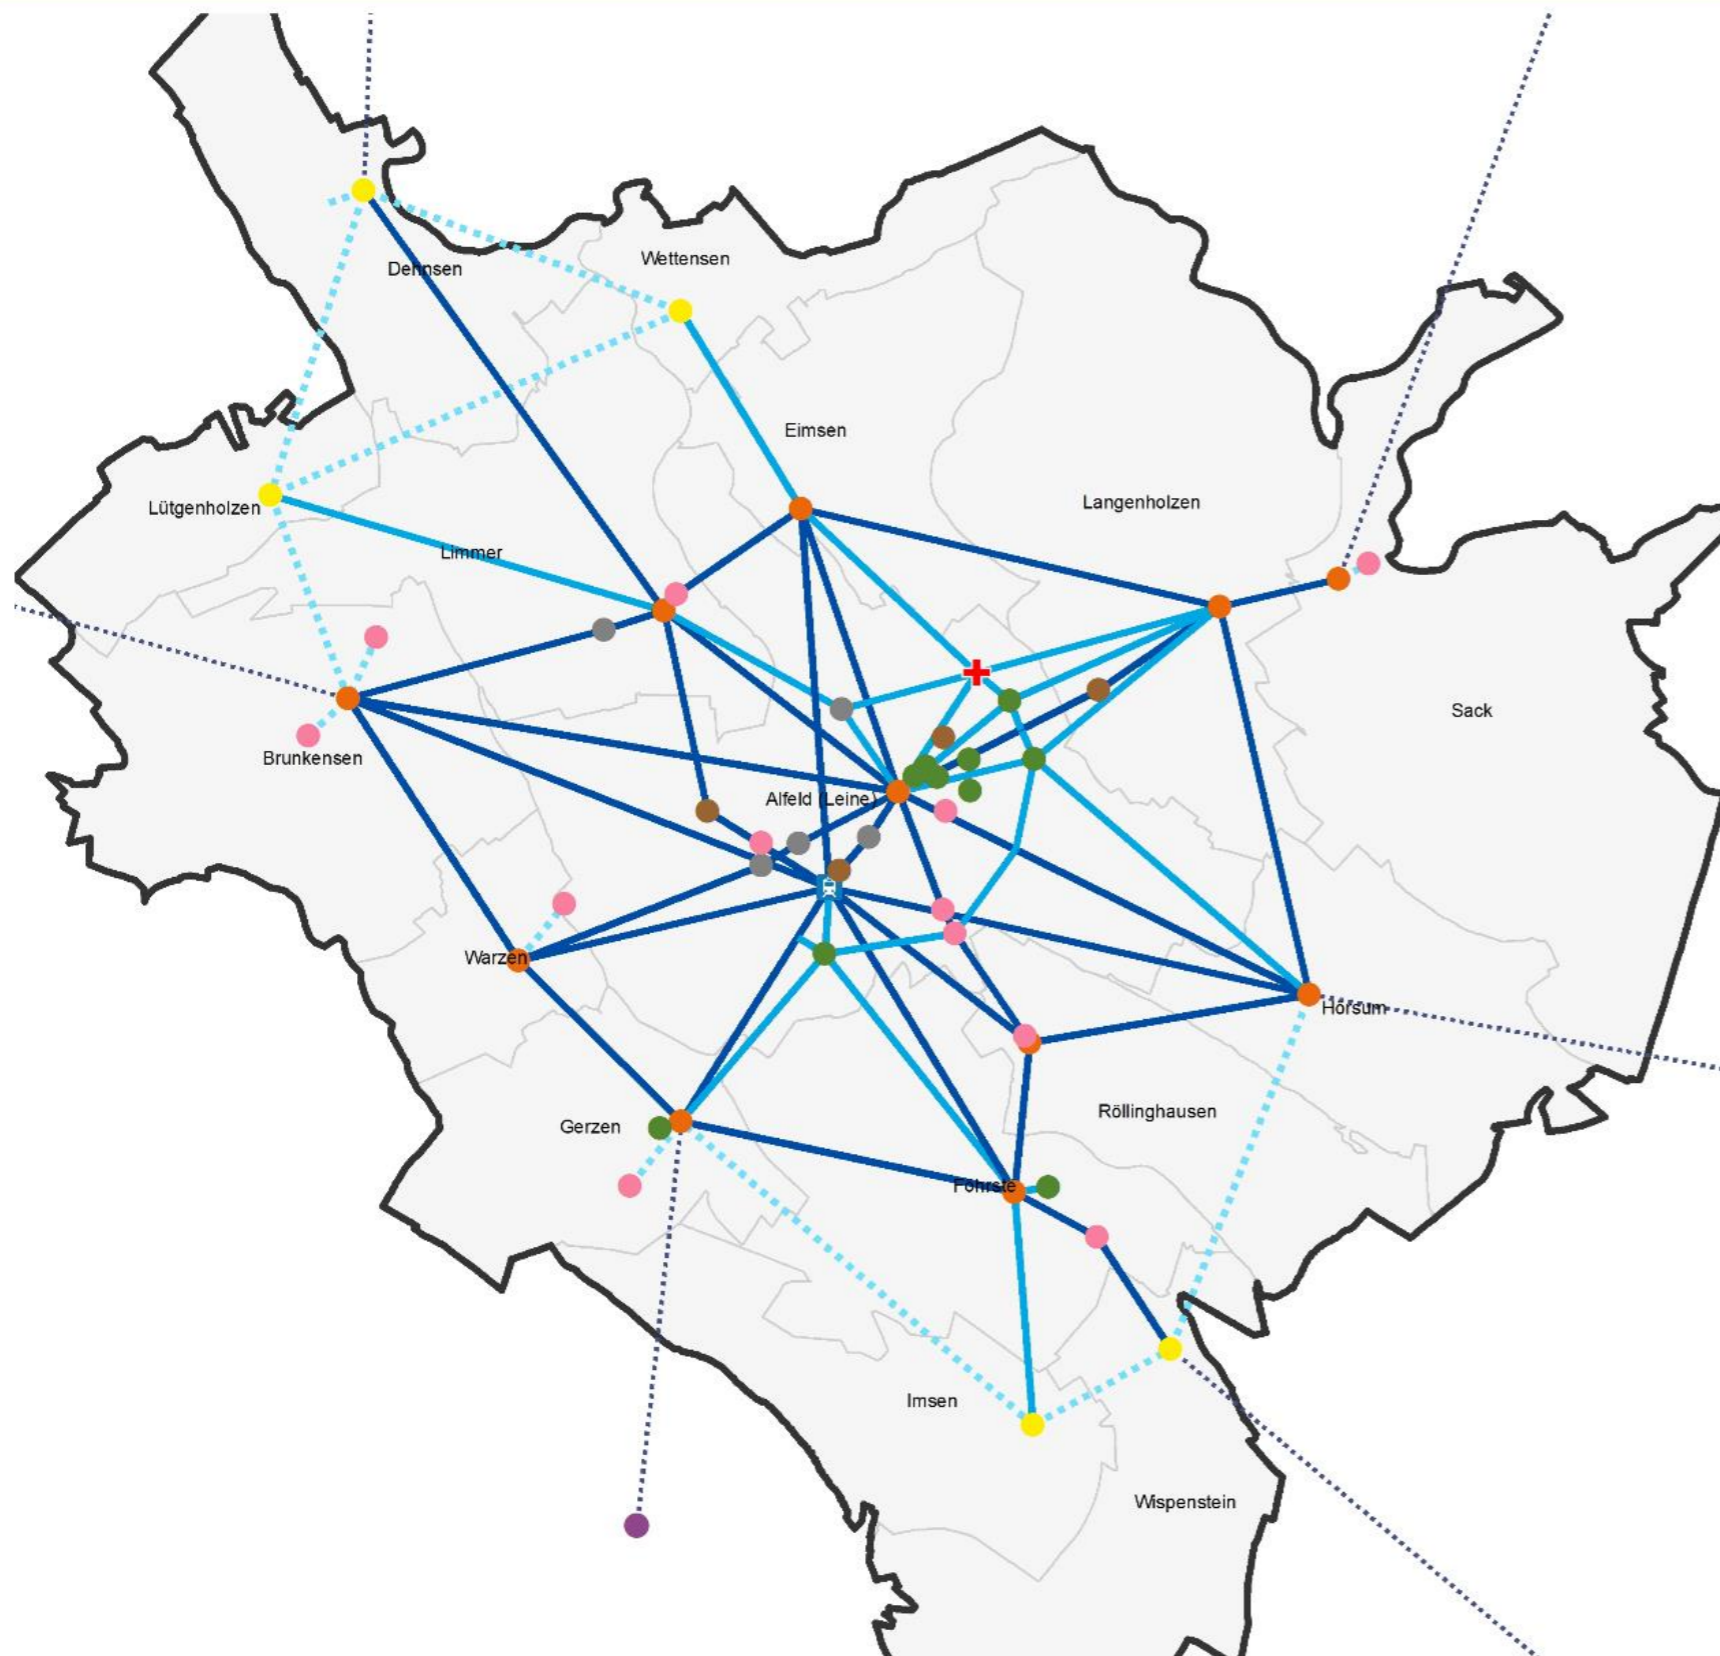 Wettensen
Dehnsen
Eimsen
Langenholzen
Lütgenholzen
Limmer
Sack
Brunkensen
Alfeld (Leine)
Warzen
Hörsum
Röllinghausen
Gerzen
Föhrste
Imsen
Wispenstein